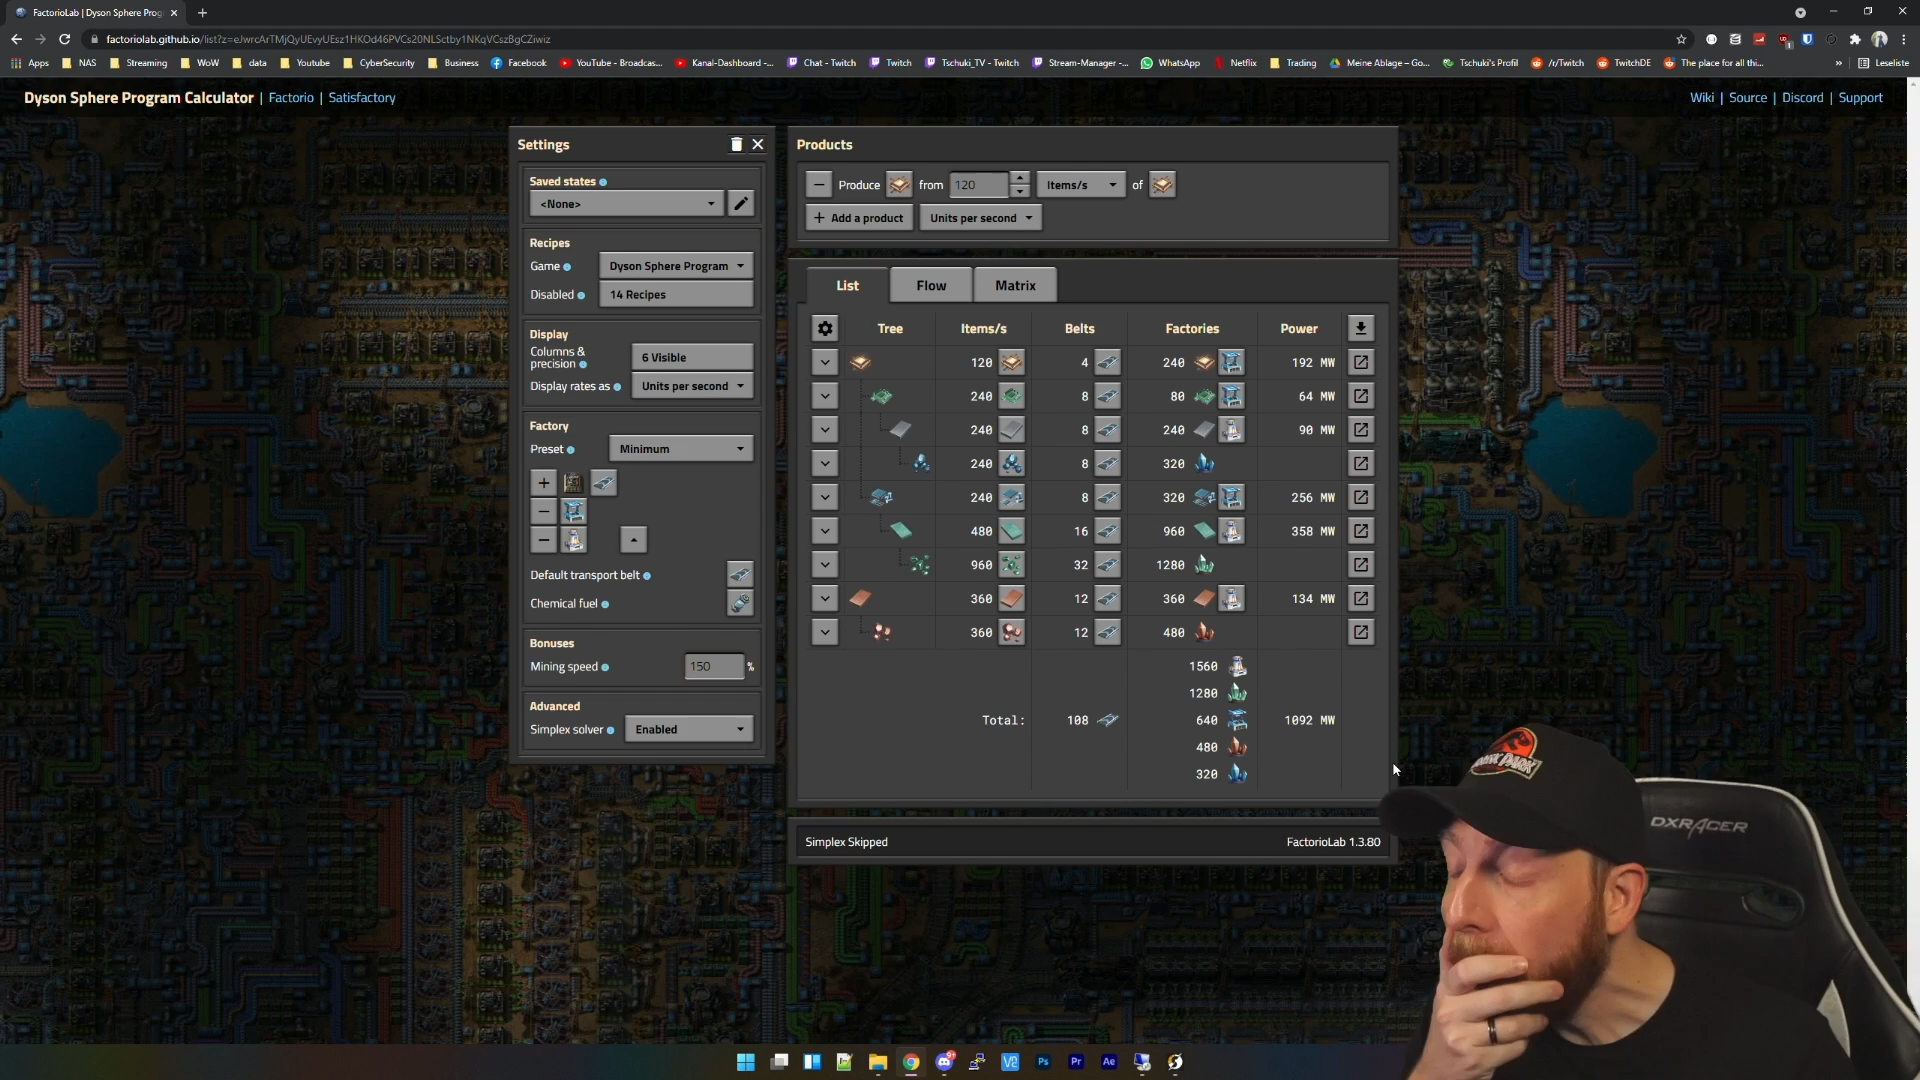 FactorioLab | Dyson Sphere Prog
factoriolab.github.io/list?z=eJwrcArTMjQyUEvyUEsz1HKOd46PVCs20NLSctby1NKqVCszBgCZiwiz
Apps NAS Streaming WoW data Youtube CyberSecurity Business Facebook YouTube - Broadcas... Kanal-Dashboard -... Chat - Twitch Twitch Tschuki_TV - Twitch Stream-Manager -... WhatsApp Netflix Trading Meine Ablage – Goo... Tschuki's Profil /r/Twitch TwitchDE The place for all thi... » Leseliste
Dyson Sphere Program Calculator | Factorio | Satisfactory
Wiki | Source | Discord | Support
Settings
Saved states
<None>
Recipes
Game Dyson Sphere Program
Disabled 14 Recipes
Display
Columns & precision 6 Visible
Display rates as Units per second
Factory
Preset Minimum
Default transport belt
Chemical fuel
Bonuses
Mining speed 150 %
Advanced
Simplex solver Enabled
Products
Produce from 120 Items/s of
+ Add a product Units per second
List Flow Matrix
Tree Items/s Belts Factories Power
120 4 240 192 MW
240 8 80 64 MW
240 8 240 90 MW
240 8 320
240 8 320 256 MW
480 16 960 358 MW
960 32 1280
360 12 360 134 MW
360 12 480
1560
1280
Total: 108 640 1092 MW
480
320
Simplex Skipped
FactorioLab 1.3.80
DXRACER
Ps Pr Ae